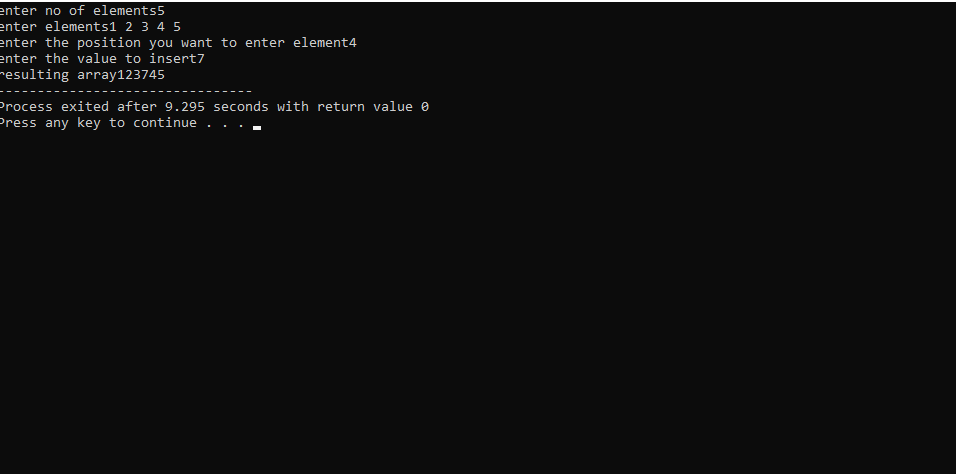 enter no of elements5
enter elements1 2 3 4 5
enter the position you want to enter element4
enter the value to insert7
resulting array123745
--------------------------------
Process exited after 9.295 seconds with return value 0
Press any key to continue . . .